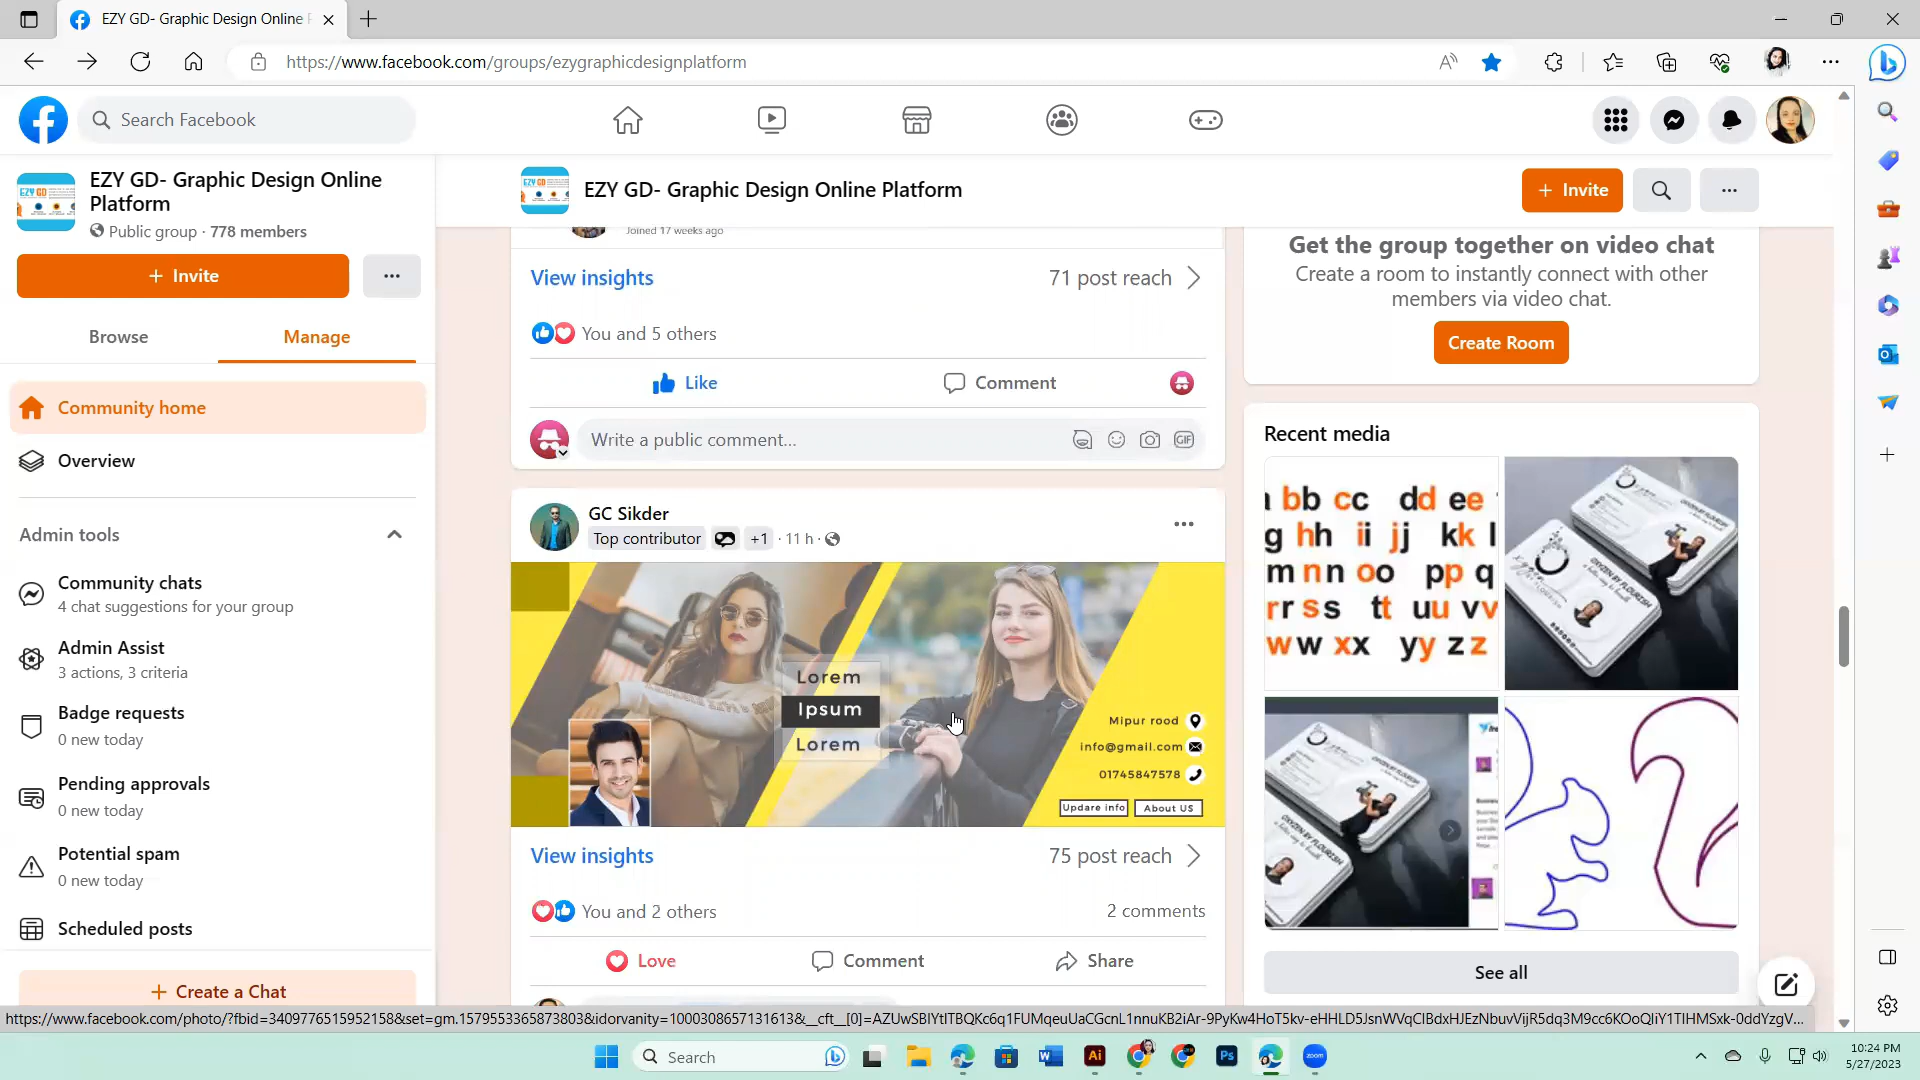 EZY GD- Graphic Design Online
https://www.facebook.com/groups/ezygraphicdesignplatform
Search Facebook
EZY GD- Graphic Design Online
Platform
Public group · 778 members
+ Invite
Browse
Manage
Community home
Overview
Admin tools
Community chats
4 chat suggestions for your group
Admin Assist
3 actions, 3 criteria
Badge requests
0 new today
Pending approvals
0 new today
Potential spam
0 new today
Scheduled posts
+ Create a Chat
EZY GD- Graphic Design Online Platform
+ Invite
Joined 17 weeks ago
View insights
71 post reach
You and 5 others
Like
Comment
Write a public comment...
GIF
GC Sikder
Top contributor
+1 · 11 h ·
Lorem
Ipsum
Lorem
Mipur rood
info@gmail.com
01745847578
Updare info
About US
View insights
75 post reach
You and 2 others
2 comments
Love
Comment
Share
Get the group together on video chat
Create a room to instantly connect with other
members via video chat.
Create Room
Recent media
bb cc dd ee
g hh ii jj kk l
m nn oo pp q
rr ss tt uu vv
ww xx yy zz
See all
Search
Ai
Ps
zoom
10:24 PM
5/27/2023